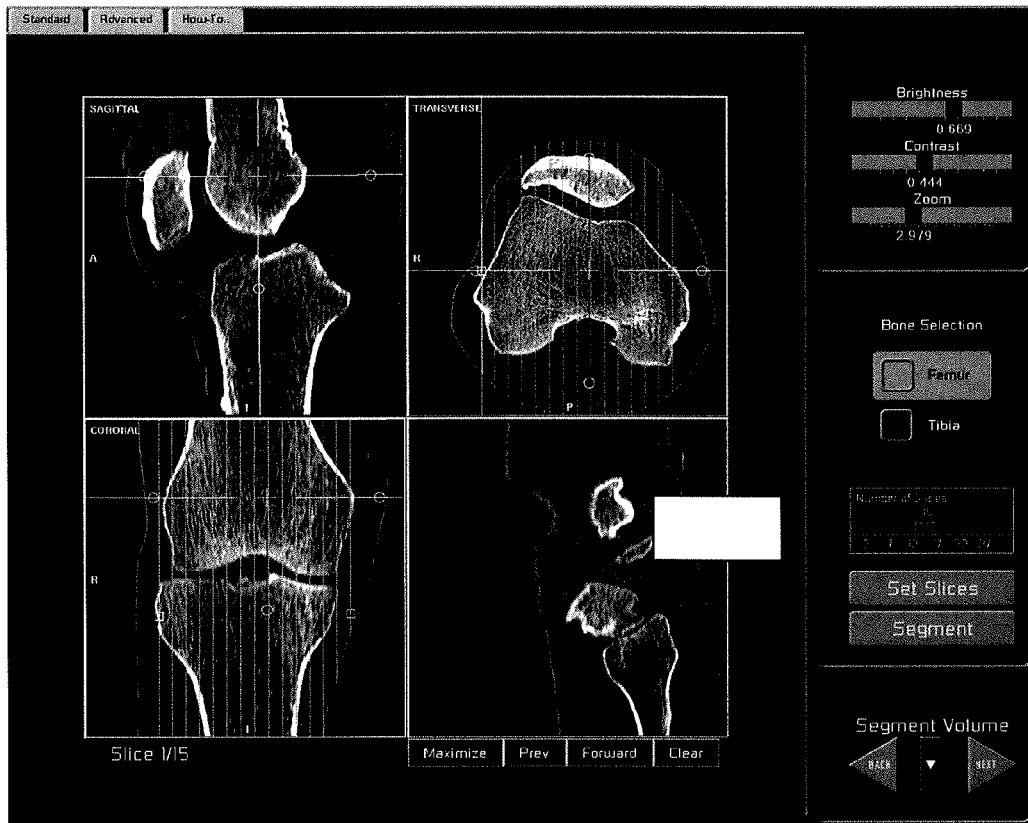 Standard Advanced How-To..
SAGITTAL
A
I
TRANSVERSE
R
P
CORONAL
R
I
Slice 1/15
Maximize Prev Forward Clear
Brightness
0.669
Contrast
0.444
Zoom
2.979
Bone Selection
Femur
Tibia
Number of Slices
15
Set Slices
Segment
Segment Volume
BACK NEXT